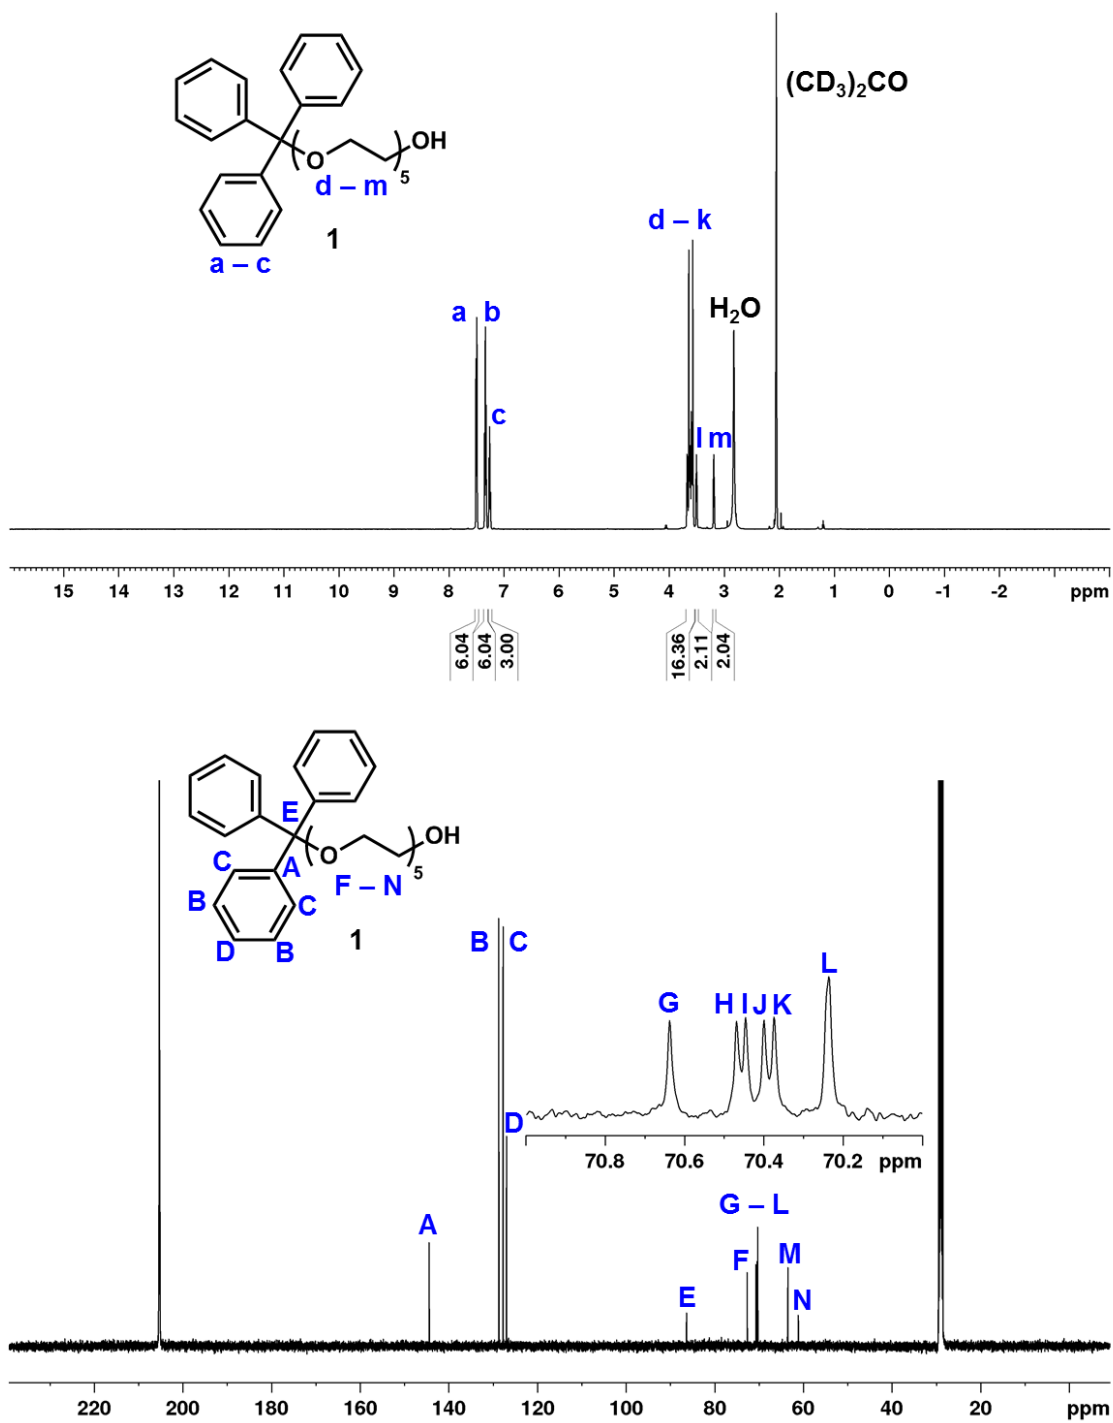 (CD3)2CO
OH
O
5
d – m
1
a – c
d – k
H2O
a b
c
l m
15 14 13 12 11 10 9 8 7 6 5 4 3 2 1 0 -1 -2 ppm
6.04 6.04 3.00 16.36 2.11 2.04
E
OH
O
5
C A
F – N
B C
D B
1
B C
L
G H I J K
D
70.8 70.6 70.4 70.2 ppm
G – L
A
F M
E N
220 200 180 160 140 120 100 80 60 40 20 ppm